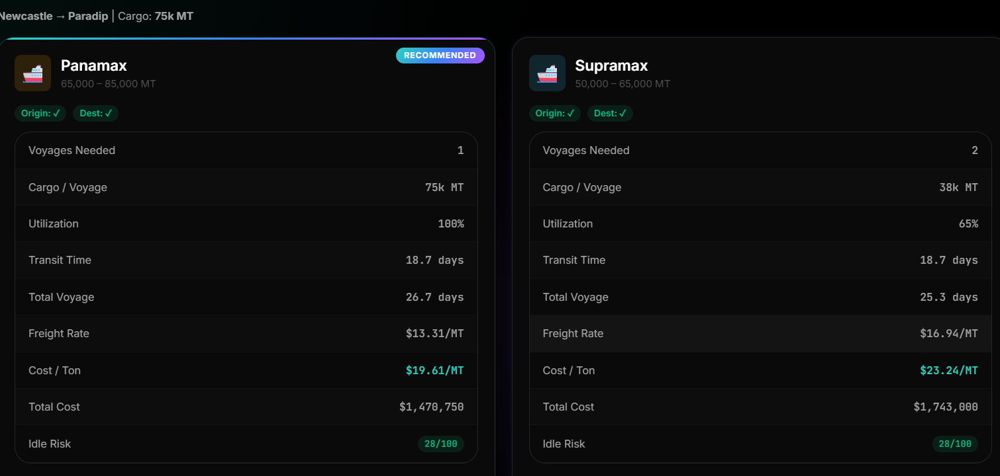 Newcastle → Paradip | Cargo: 75k MT
RECOMMENDED
Panamax
65,000 – 85,000 MT
Origin: ✓ Dest: ✓
Voyages Needed 1
Cargo / Voyage 75k MT
Utilization 100%
Transit Time 18.7 days
Total Voyage 26.7 days
Freight Rate $13.31/MT
Cost / Ton $19.61/MT
Total Cost $1,470,750
Idle Risk 28/100
Supramax
50,000 – 65,000 MT
Origin: ✓ Dest: ✓
Voyages Needed 2
Cargo / Voyage 38k MT
Utilization 65%
Transit Time 18.7 days
Total Voyage 25.3 days
Freight Rate $16.94/MT
Cost / Ton $23.24/MT
Total Cost $1,743,000
Idle Risk 28/100